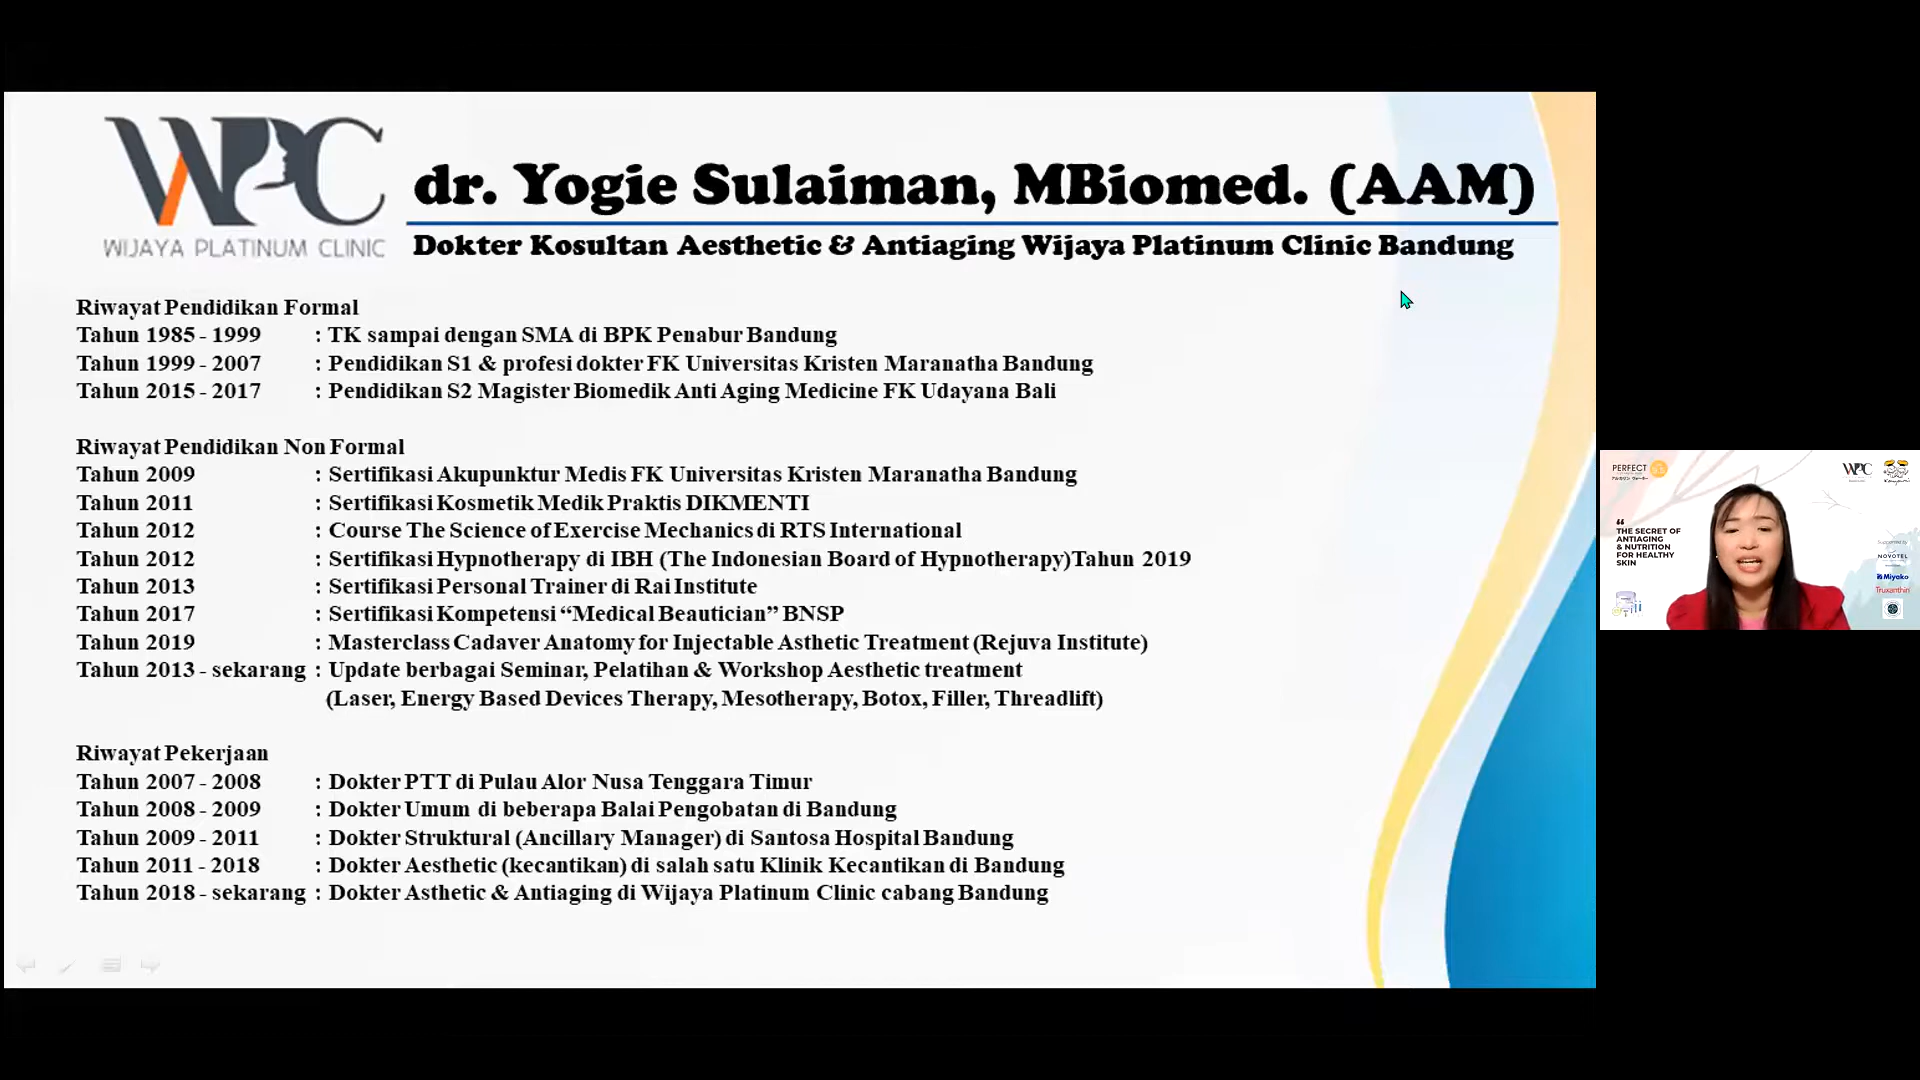 WPC
WIJAYA PLATINUM CLINIC
dr. Yogie Sulaiman, MBiomed. (AAM)
Dokter Kosultan Aesthetic & Antiaging Wijaya Platinum Clinic Bandung
Riwayat Pendidikan Formal
Tahun 1985 - 1999 : TK sampai dengan SMA di BPK Penabur Bandung
Tahun 1999 - 2007 : Pendidikan S1 & profesi dokter FK Universitas Kristen Maranatha Bandung
Tahun 2015 - 2017 : Pendidikan S2 Magister Biomedik Anti Aging Medicine FK Udayana Bali
Riwayat Pendidikan Non Formal
Tahun 2009 : Sertifikasi Akupunktur Medis FK Universitas Kristen Maranatha Bandung
Tahun 2011 : Sertifikasi Kosmetik Medik Praktis DIKMENTI
Tahun 2012 : Course The Science of Exercise Mechanics di RTS International
Tahun 2012 : Sertifikasi Hypnotherapy di IBH (The Indonesian Board of Hypnotherapy)Tahun 2019
Tahun 2013 : Sertifikasi Personal Trainer di Rai Institute
Tahun 2017 : Sertifikasi Kompetensi “Medical Beautician” BNSP
Tahun 2019 : Masterclass Cadaver Anatomy for Injectable Asthetic Treatment (Rejuva Institute)
Tahun 2013 - sekarang : Update berbagai Seminar, Pelatihan & Workshop Aesthetic treatment
(Laser, Energy Based Devices Therapy, Mesotherapy, Botox, Filler, Threadlift)
Riwayat Pekerjaan
Tahun 2007 - 2008 : Dokter PTT di Pulau Alor Nusa Tenggara Timur
Tahun 2008 - 2009 : Dokter Umum di beberapa Balai Pengobatan di Bandung
Tahun 2009 - 2011 : Dokter Struktural (Ancillary Manager) di Santosa Hospital Bandung
Tahun 2011 - 2018 : Dokter Aesthetic (kecantikan) di salah satu Klinik Kecantikan di Bandung
Tahun 2018 - sekarang : Dokter Asthetic & Antiaging di Wijaya Platinum Clinic cabang Bandung
PERFECT
WPC
“
THE SECRET OF
ANTIAGING
& NUTRITION
FOR HEALTHY
SKIN
NOVOTEL
Miyako
Truxanthin